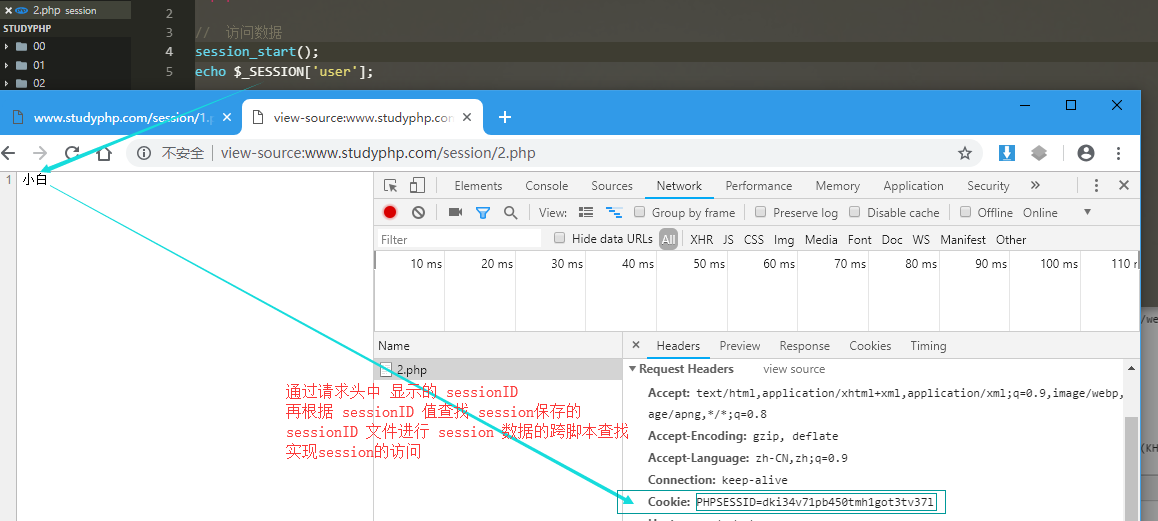 2.php session
STUDYPHP
00
01
02
2
3 // 访问数据
4 session_start();
5 echo $_SESSION['user'];
www.studyphp.com/session/1.p
view-source:www.studyphp.com
不安全 view-source:www.studyphp.com/session/2.php
1 小白
Elements Console Sources Network Performance Memory Application Security
View: Group by frame Preserve log Disable cache Offline Online
Filter Hide data URLs All XHR JS CSS Img Media Font Doc WS Manifest Other
10 ms 20 ms 30 ms 40 ms 50 ms 60 ms 70 ms 80 ms 90 ms 100 ms 110
Name
2.php
Headers Preview Response Cookies Timing
Request Headers view source
Accept: text/html,application/xhtml+xml,application/xml;q=0.9,image/webp,
age/apng,*/*;q=0.8
Accept-Encoding: gzip, deflate
Accept-Language: zh-CN,zh;q=0.9
Connection: keep-alive
Cookie: PHPSESSID=dki34v71pb450tmh1got3tv37l
通过请求头中 显示的 sessionID
再根据 sessionID 值查找 session保存的
sessionID 文件进行 session 数据的跨脚本查找
实现session的访问
/we
(KH